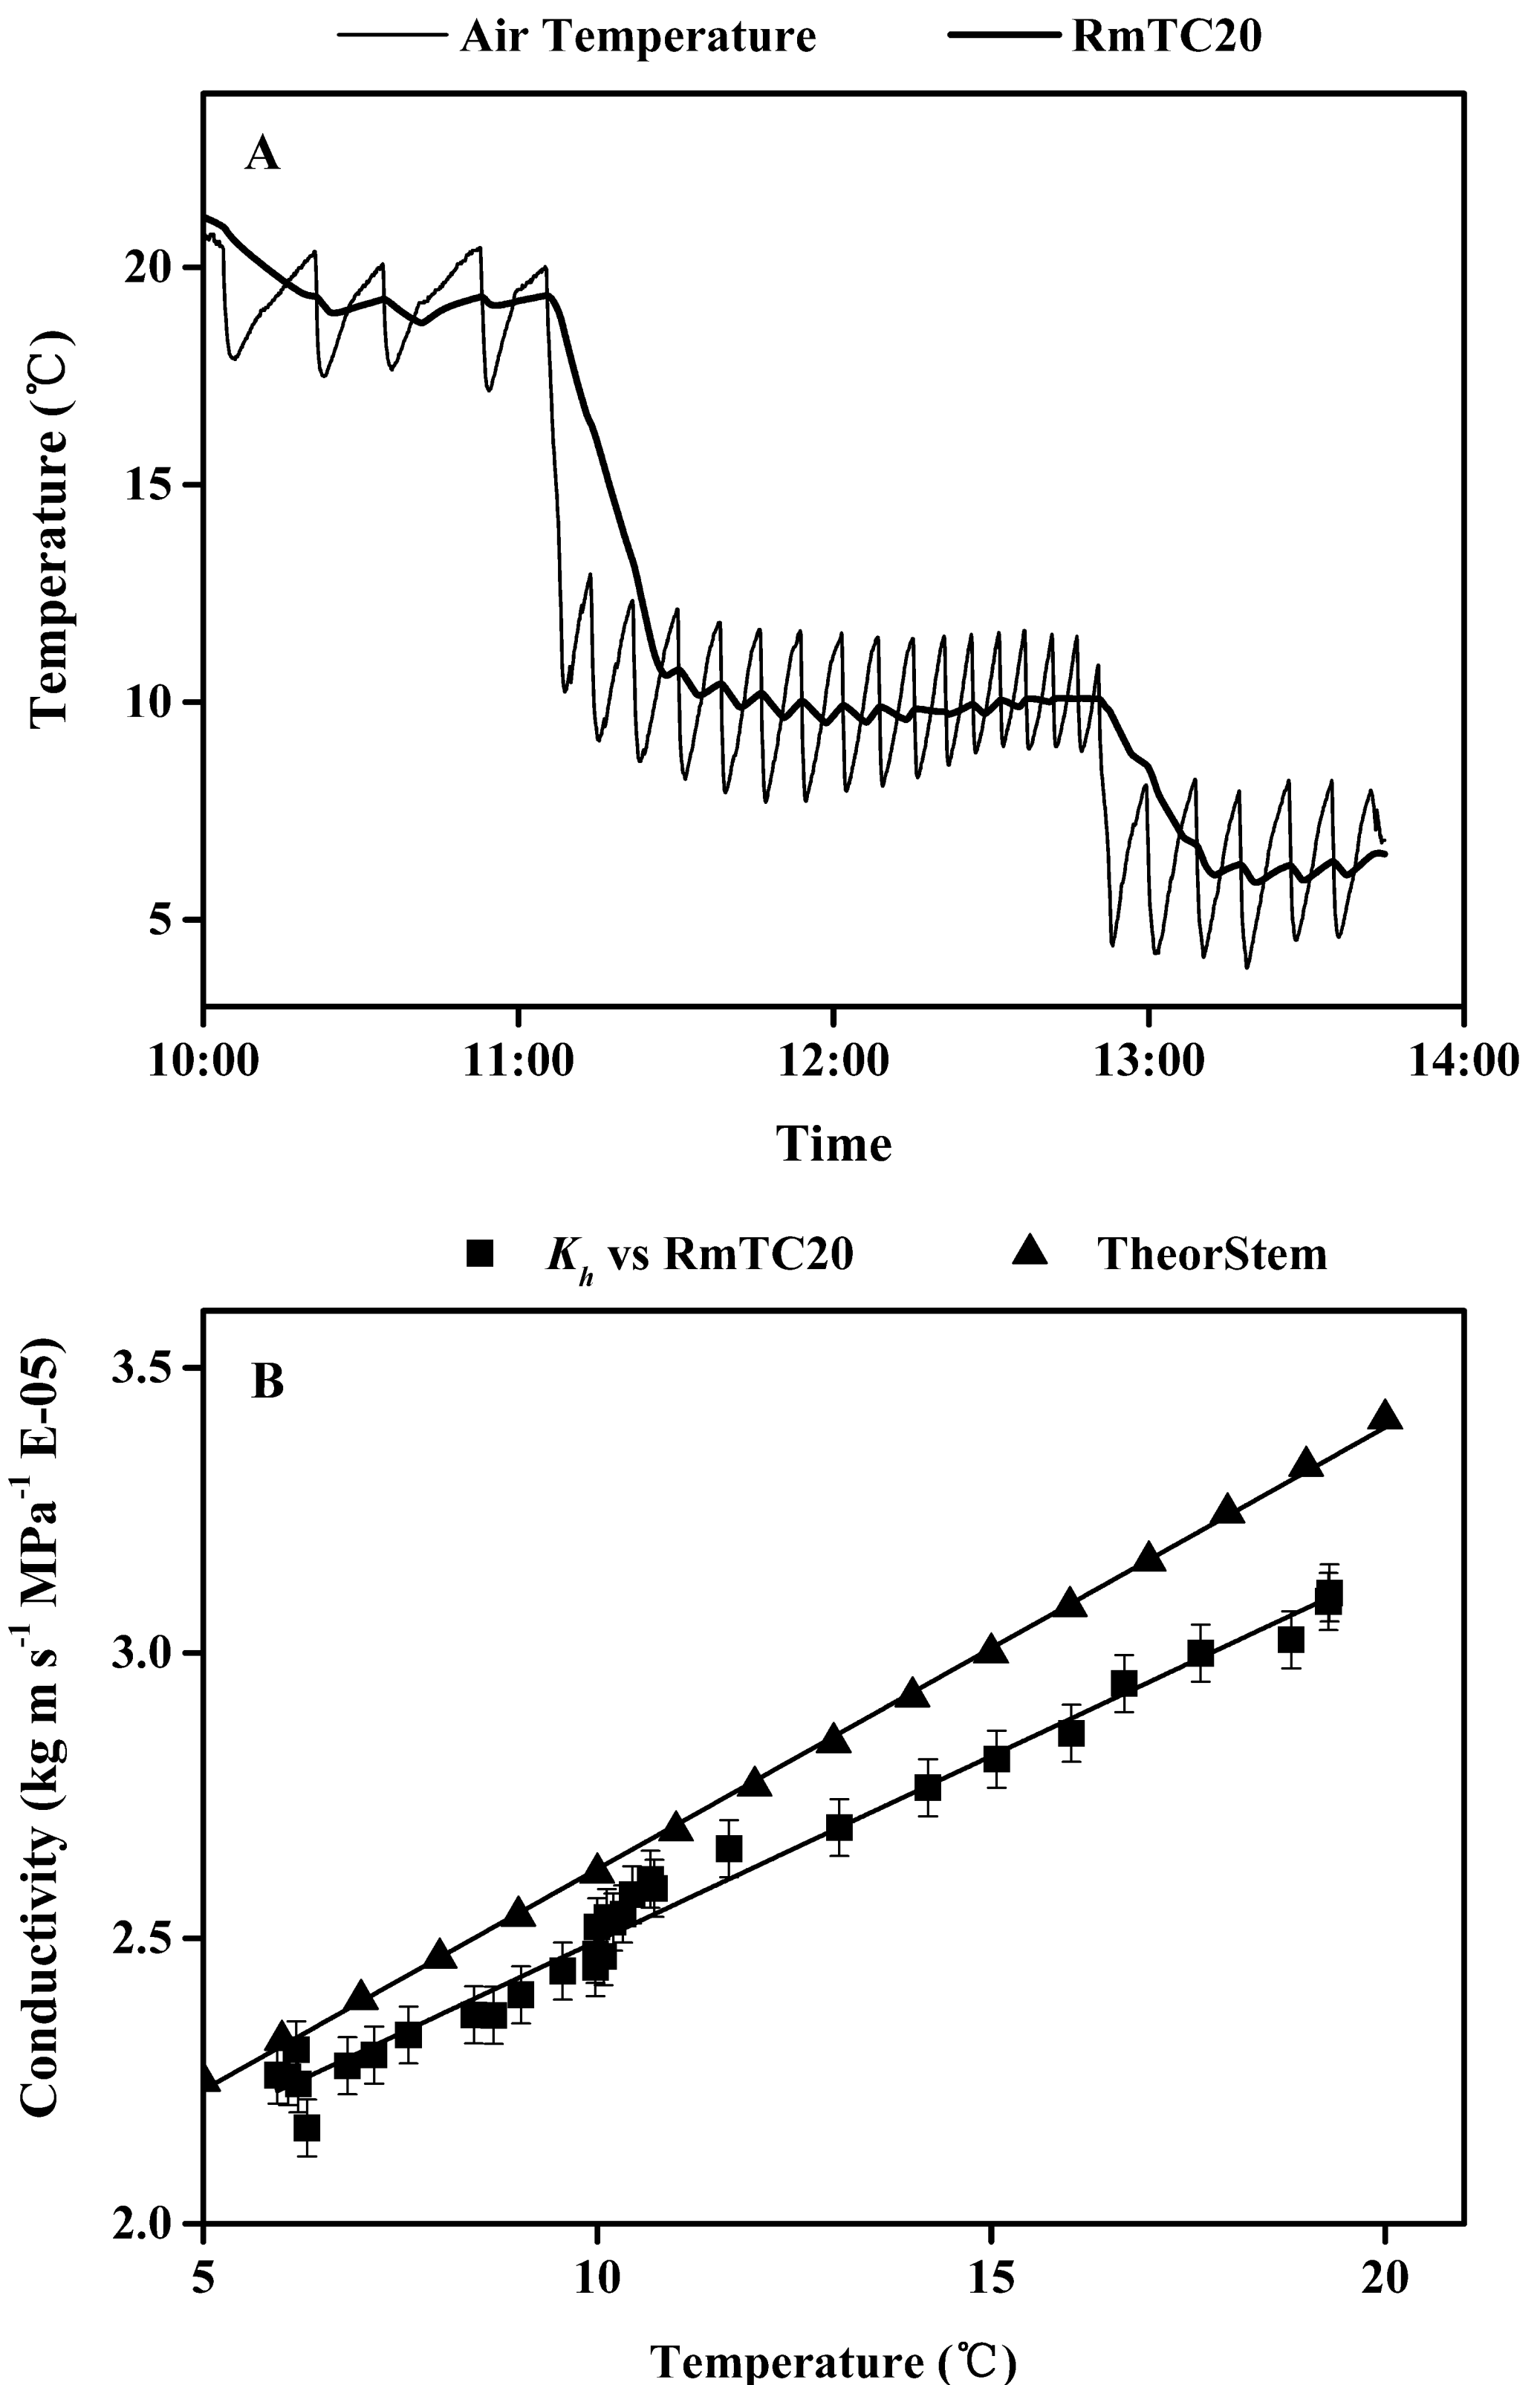 Air Temperature RmTC20
A
20
15
10
5
Temperature (℃)
10:00 11:00 12:00 13:00 14:00
Time
Kh vs RmTC20 TheorStem
B
3.5
3.0
2.5
2.0
Conductivity (kg m s-1 MPa-1 E-05)
5 10 15 20
Temperature (℃)